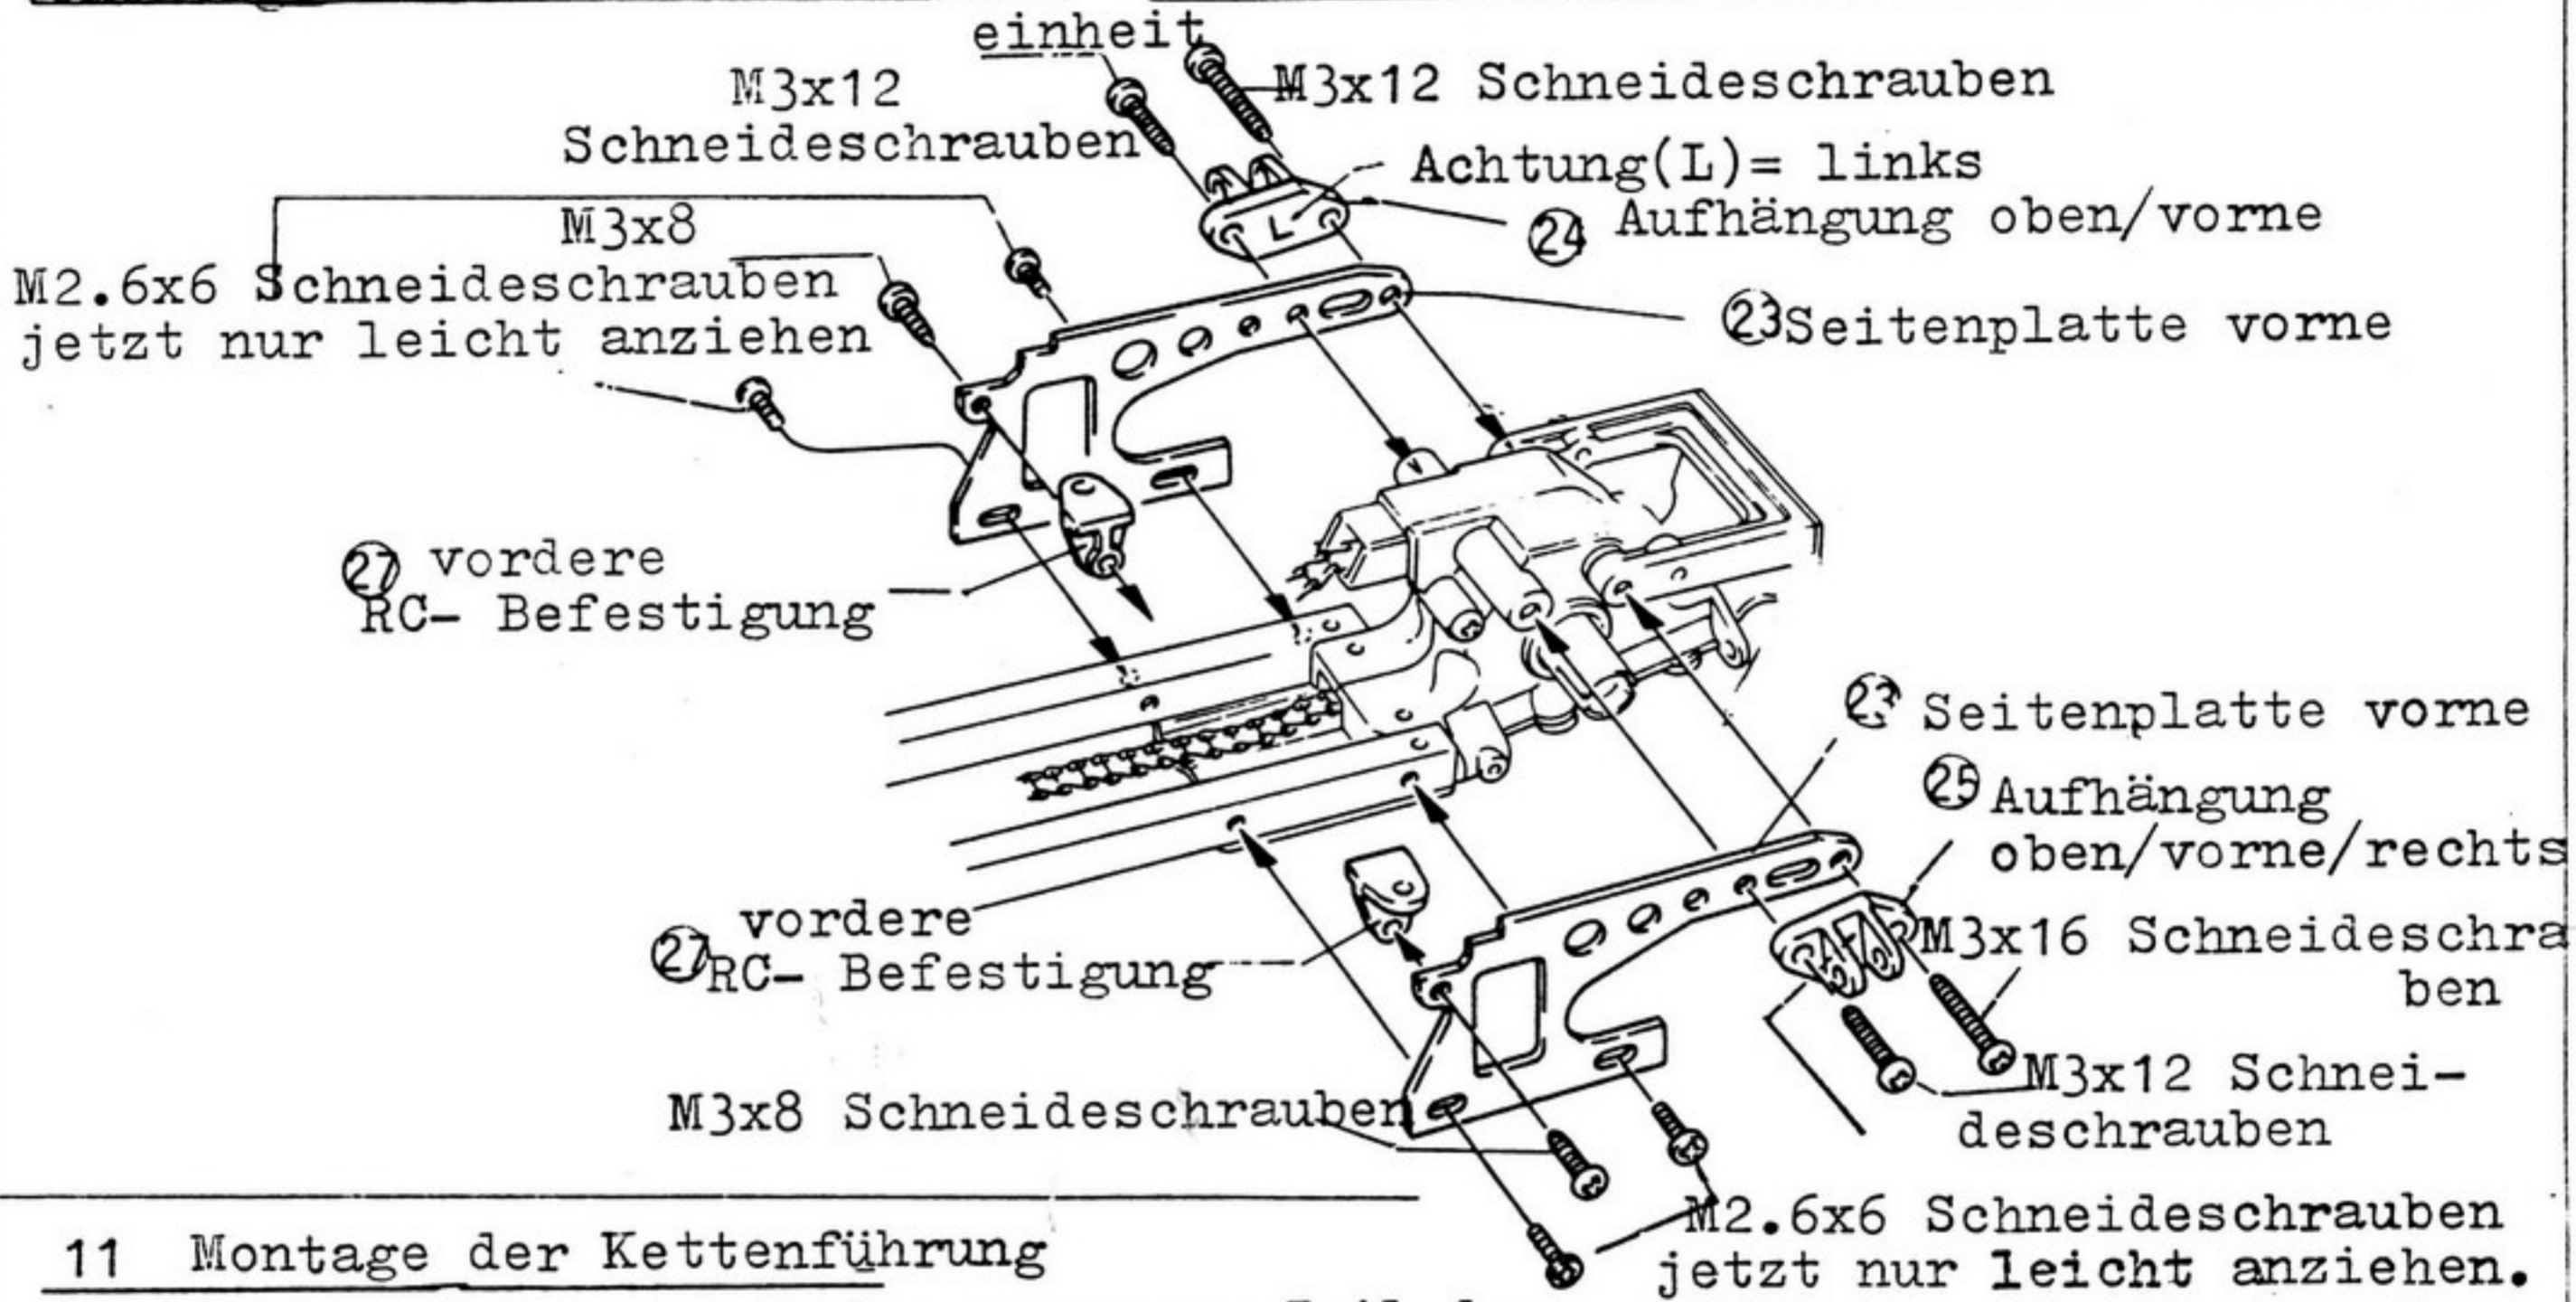 einheit
M3x12
Schneideschrauben
M3x12 Schneideschrauben
Achtung(L)= links
L
24 Aufhängung oben/vorne
M3x8
M2.6x6 Schneideschrauben
jetzt nur leicht anziehen
23 Seitenplatte vorne
27 vordere
RC- Befestigung
23 Seitenplatte vorne
25 Aufhängung
oben/vorne/rechts
27 vordere
RC- Befestigung
M3x16 Schneideschra
ben
M3x12 Schnei-
deschrauben
M3x8 Schneideschrauben
M2.6x6 Schneideschrauben
jetzt nur leicht anziehen.
11 Montage der Kettenführung